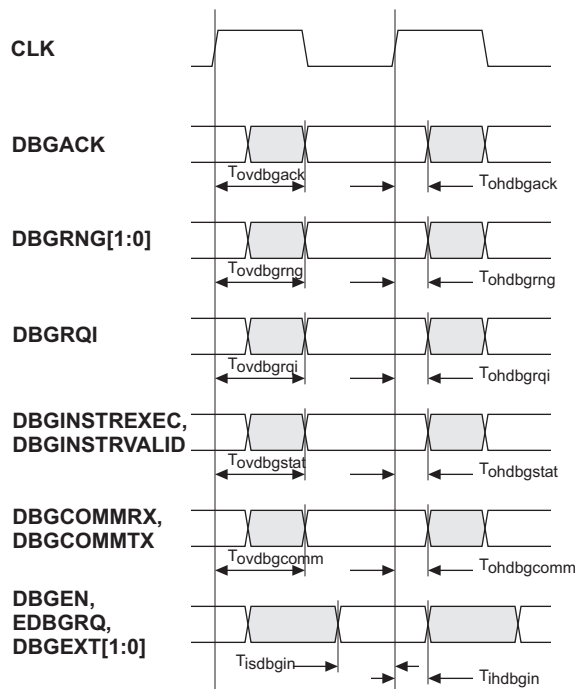 CLK
DBGACK
Tovdbgack
Tohdbgack
DBGRNG[1:0]
Tovdbgrng
Tohdbgrng
DBGRQI
Tovdbgrqi
Tohdbgrqi
DBGINSTREXEC,
DBGINSTRVALID
Tovdbgstat
Tohdbgstat
DBGCOMMRX,
DBGCOMMTX
Tovdbgcomm
Tohdbgcomm
DBGEN,
EDBGRQ,
DBGEXT[1:0]
Tisdbgin
Tihdbgin